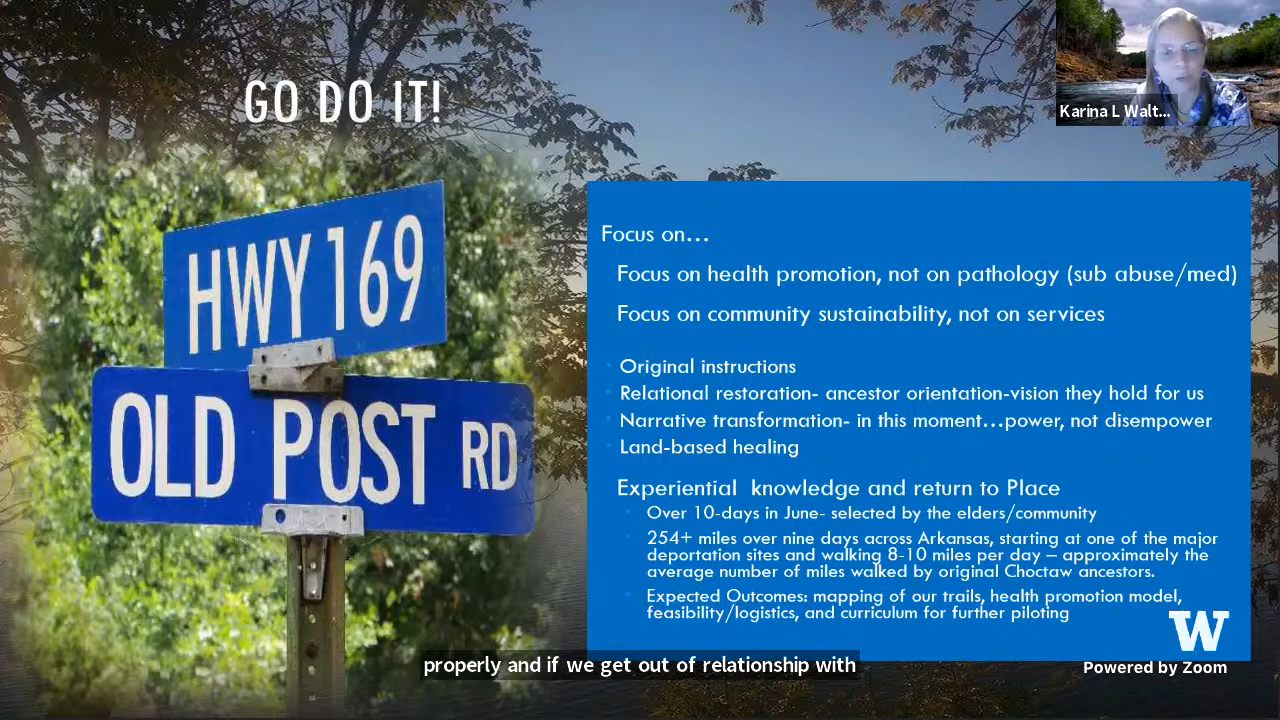 Karina L Walt...
GO DO IT!
HWY 169
OLD POST RD
Focus on...
Focus on health promotion, not on pathology (sub abuse/med)
Focus on community sustainability, not on services
Original instructions
Relational restoration- ancestor orientation-vision they hold for us
Narrative transformation- in this moment...power, not disempower
Land-based healing
Experiential knowledge and return to Place
Over 10-days in June- selected by the elders/community
254+ miles over nine days across Arkansas, starting at one of the major
deportation sites and walking 8-10 miles per day – approximately the
average number of miles walked by original Choctaw ancestors.
Expected Outcomes: mapping of our trails, health promotion model,
feasibility/logistics, and curriculum for further piloting
W
properly and if we get out of relationship with
Powered by Zoom